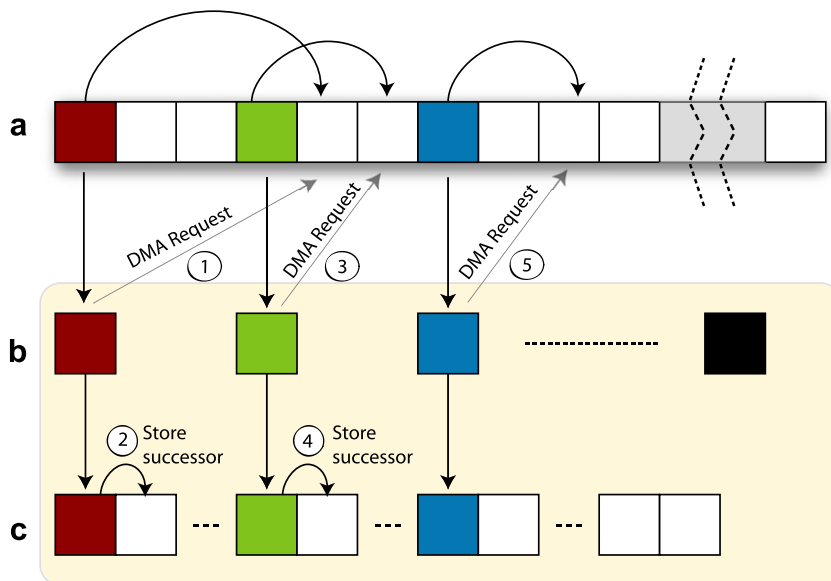 a
DMA Request
1
DMA Request
3
DMA Request
5
b
2
Store
successor
4
Store
successor
c